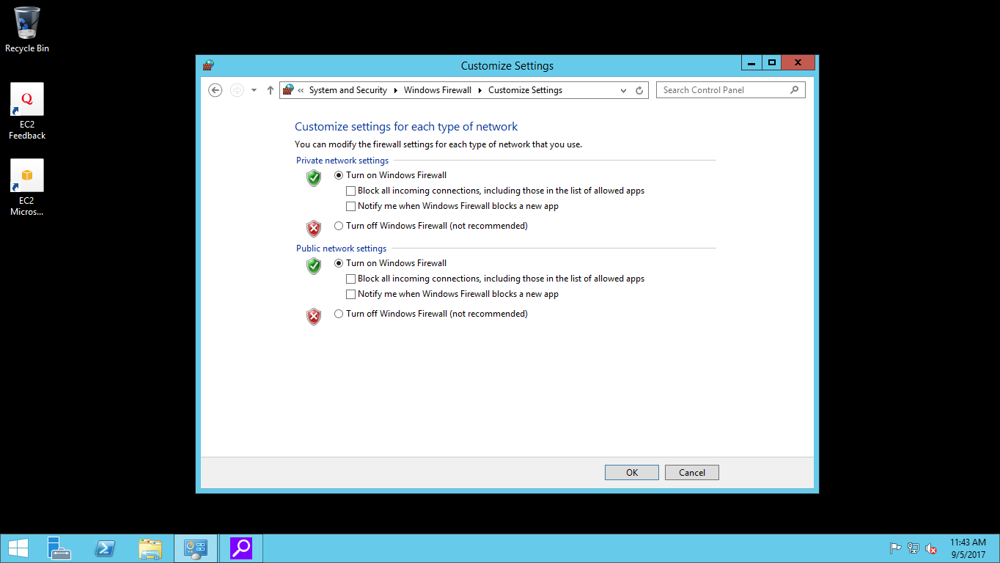 Recycle Bin
EC2
Feedback
EC2
Micros...
Customize Settings
« System and Security Windows Firewall Customize Settings
Search Control Panel
Customize settings for each type of network
You can modify the firewall settings for each type of network that you use.
Private network settings
Turn on Windows Firewall
Block all incoming connections, including those in the list of allowed apps
Notify me when Windows Firewall blocks a new app
Turn off Windows Firewall (not recommended)
Public network settings
Turn on Windows Firewall
Block all incoming connections, including those in the list of allowed apps
Notify me when Windows Firewall blocks a new app
Turn off Windows Firewall (not recommended)
OK Cancel
11:43 AM
9/5/2017